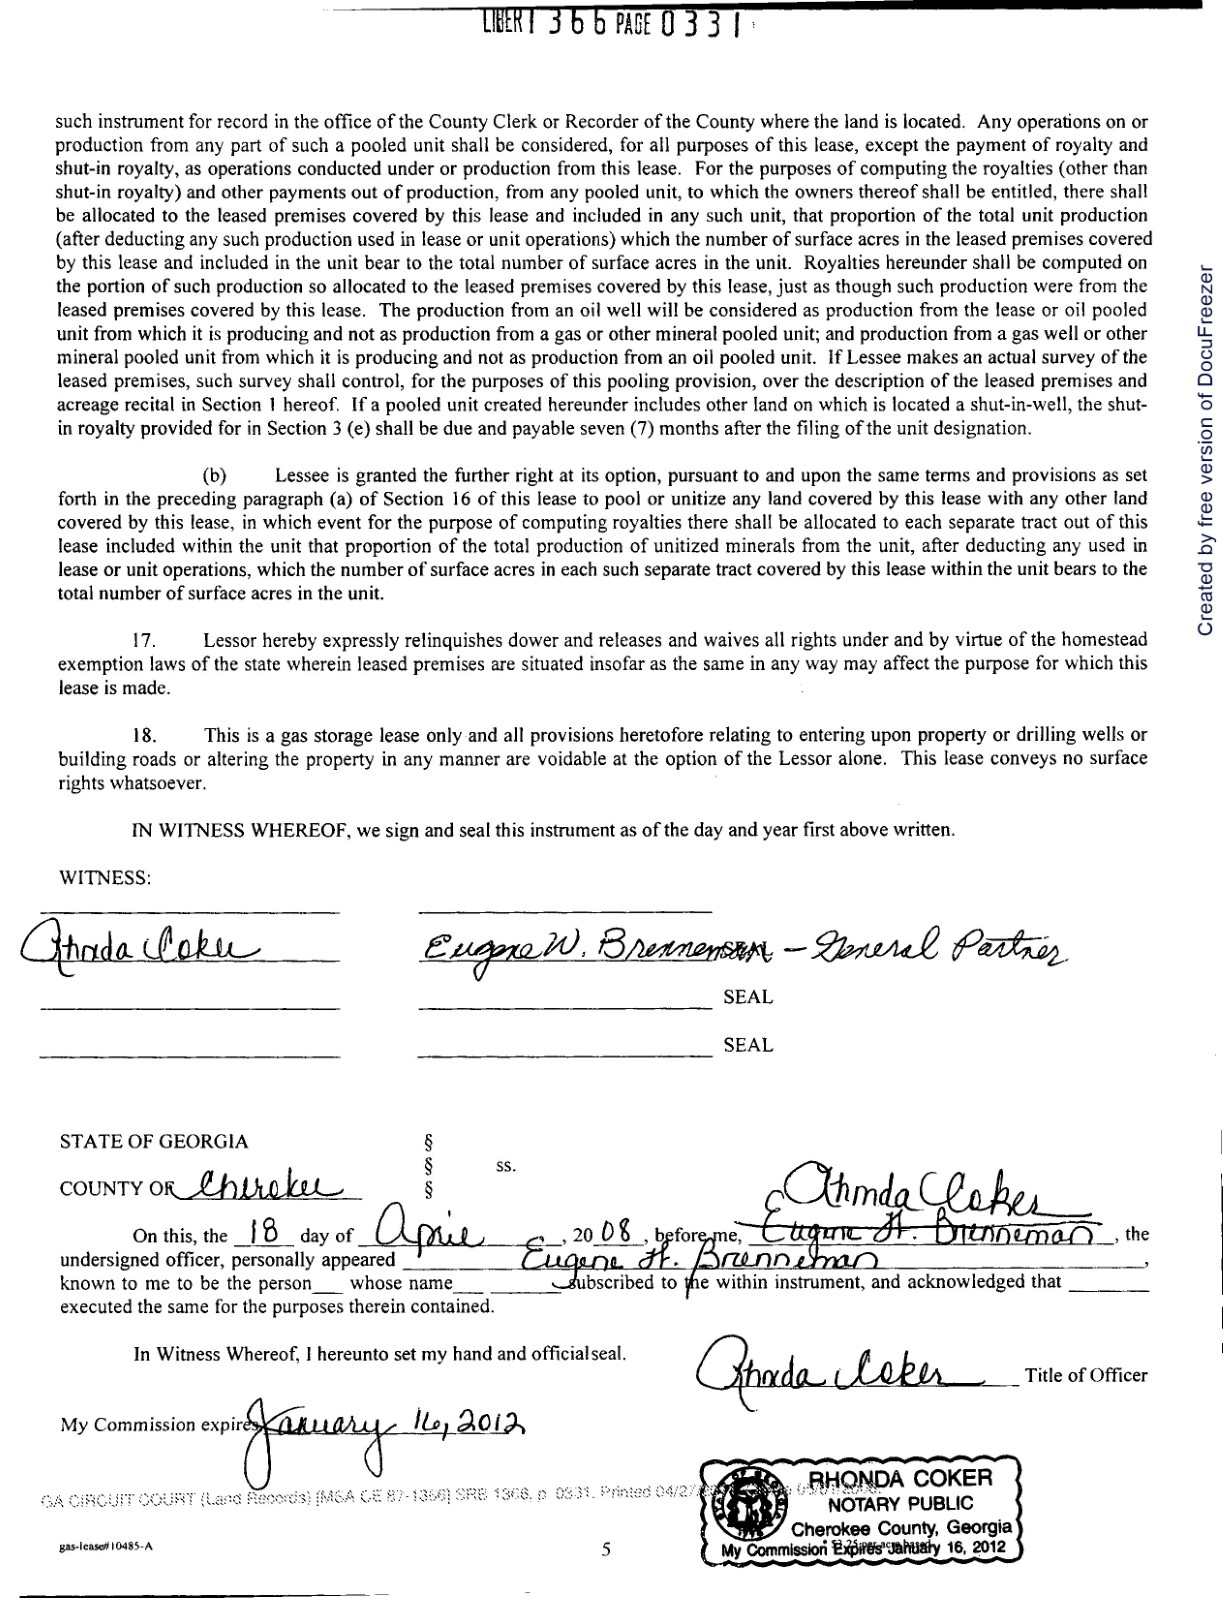 LIBER 1 3 6 6 PAGE 0 3 3 1
such instrument for record in the office of the County Clerk or Recorder of the County where the land is located. Any operations on or
production from any part of such a pooled unit shall be considered, for all purposes of this lease, except the payment of royalty and
shut-in royalty, as operations conducted under or production from this lease. For the purposes of computing the royalties (other than
shut-in royalty) and other payments out of production, from any pooled unit, to which the owners thereof shall be entitled, there shall
be allocated to the leased premises covered by this lease and included in any such unit, that proportion of the total unit production
(after deducting any such production used in lease or unit operations) which the number of surface acres in the leased premises covered
by this lease and included in the unit bear to the total number of surface acres in the unit. Royalties hereunder shall be computed on
the portion of such production so allocated to the leased premises covered by this lease, just as though such production were from the
leased premises covered by this lease. The production from an oil well will be considered as production from the lease or oil pooled
unit from which it is producing and not as production from a gas or other mineral pooled unit; and production from a gas well or other
mineral pooled unit from which it is producing and not as production from an oil pooled unit. If Lessee makes an actual survey of the
leased premises, such survey shall control, for the purposes of this pooling provision, over the description of the leased premises and
acreage recital in Section 1 hereof. If a pooled unit created hereunder includes other land on which is located a shut-in-well, the shut-
in royalty provided for in Section 3 (e) shall be due and payable seven (7) months after the filing of the unit designation.
(b) Lessee is granted the further right at its option, pursuant to and upon the same terms and provisions as set
forth in the preceding paragraph (a) of Section 16 of this lease to pool or unitize any land covered by this lease with any other land
covered by this lease, in which event for the purpose of computing royalties there shall be allocated to each separate tract out of this
lease included within the unit that proportion of the total production of unitized minerals from the unit, after deducting any used in
lease or unit operations, which the number of surface acres in each such separate tract covered by this lease within the unit bears to the
total number of surface acres in the unit.
17. Lessor hereby expressly relinquishes dower and releases and waives all rights under and by virtue of the homestead
exemption laws of the state wherein leased premises are situated insofar as the same in any way may affect the purpose for which this
lease is made.
18. This is a gas storage lease only and all provisions heretofore relating to entering upon property or drilling wells or
building roads or altering the property in any manner are voidable at the option of the Lessor alone. This lease conveys no surface
rights whatsoever.
IN WITNESS WHEREOF, we sign and seal this instrument as of the day and year first above written.
WITNESS:
Rhonda Coker Eugene W. Brenneman SEAL - General Partner
SEAL
SEAL
STATE OF GEORGIA §
§ ss.
COUNTY OF Cherokee §
Rhonda Coker
On this, the 18 day of April, 20 08, before me, Eugene H. Brenneman, the
undersigned officer, personally appeared Eugene H. Brenneman,
known to me to be the person___ whose name___ ______subscribed to the within instrument, and acknowledged that ______
executed the same for the purposes therein contained.
In Witness Whereof, I hereunto set my hand and official seal.
Rhonda Coker Title of Officer
My Commission expires January 16, 2012
RHONDA COKER
NOTARY PUBLIC
Cherokee County, Georgia
My Commission Expires January 16, 2012
GA CIRCUIT COURT (Land Records) [MSA CE 87-1366] SRB 1366, p. 0331. Printed 04/27/
gas-lease#10485-A
5
Created by free version of DocuFreezer